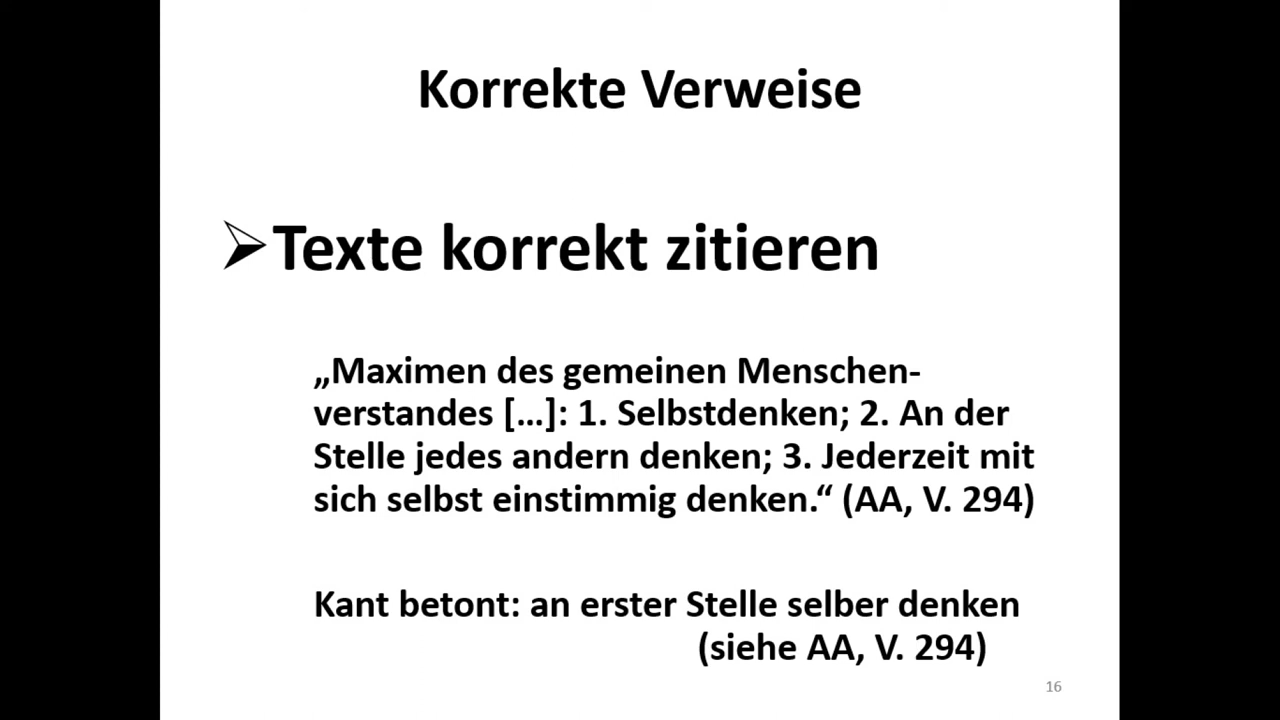 Korrekte Verweise
Texte korrekt zitieren
„Maximen des gemeinen Menschen-
verstandes […]: 1. Selbstdenken; 2. An der
Stelle jedes andern denken; 3. Jederzeit mit
sich selbst einstimmig denken.“ (AA, V. 294)
Kant betont: an erster Stelle selber denken
(siehe AA, V. 294)
16